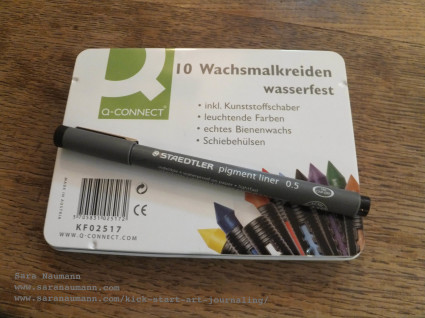 10 Wachsmalkreiden
wasserfest
Q-CONNECT
• inkl. Kunststoffschaber
• leuchtende Farben
• echtes Bienenwachs
• Schiebehülsen
STAEDTLER pigment liner 0.5
CE
KF02517
WWW.Q-CONNECT.COM
Sara Naumann
www.saranaumann.com
www.saranaumann.com/kick-start-art-journaling/